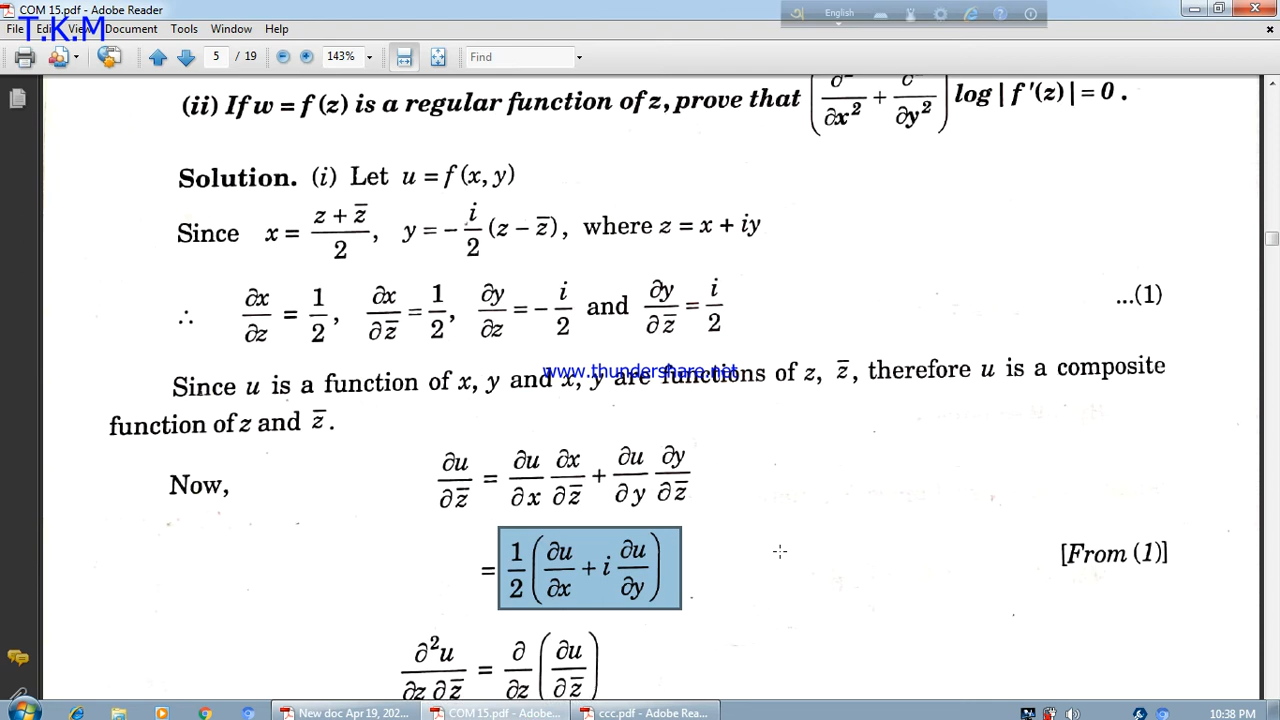 COM 15.pdf - Adobe Reader
English
T.K.M
File Edit View Document Tools Window Help
5 / 19 143% Find
(ii) If w = f (z) is a regular function of z, prove that (∂²/∂x² + ∂²/∂y²) log | f '(z) | = 0 .
Solution. (i) Let u = f (x, y)
Since x = (z + z̄)/2, y = − i/2 (z − z̄), where z = x + iy
∴ ∂x/∂z = 1/2, ∂x/∂z̄ = 1/2, ∂y/∂z = − i/2 and ∂y/∂z̄ = i/2 ...(1)
www.thundershare.net
Since u is a function of x, y and x, y are functions of z, z̄, therefore u is a composite
function of z and z̄.
Now, ∂u/∂z̄ = ∂u/∂x ∂x/∂z̄ + ∂u/∂y ∂y/∂z̄
= 1/2 (∂u/∂x + i ∂u/∂y) [From (1)]
∂²u/∂z ∂z̄ = ∂/∂z (∂u/∂z̄)
New doc Apr 19, 202... COM 15.pdf - Adobe... ccc.pdf - Adobe Rea... 10:38 PM